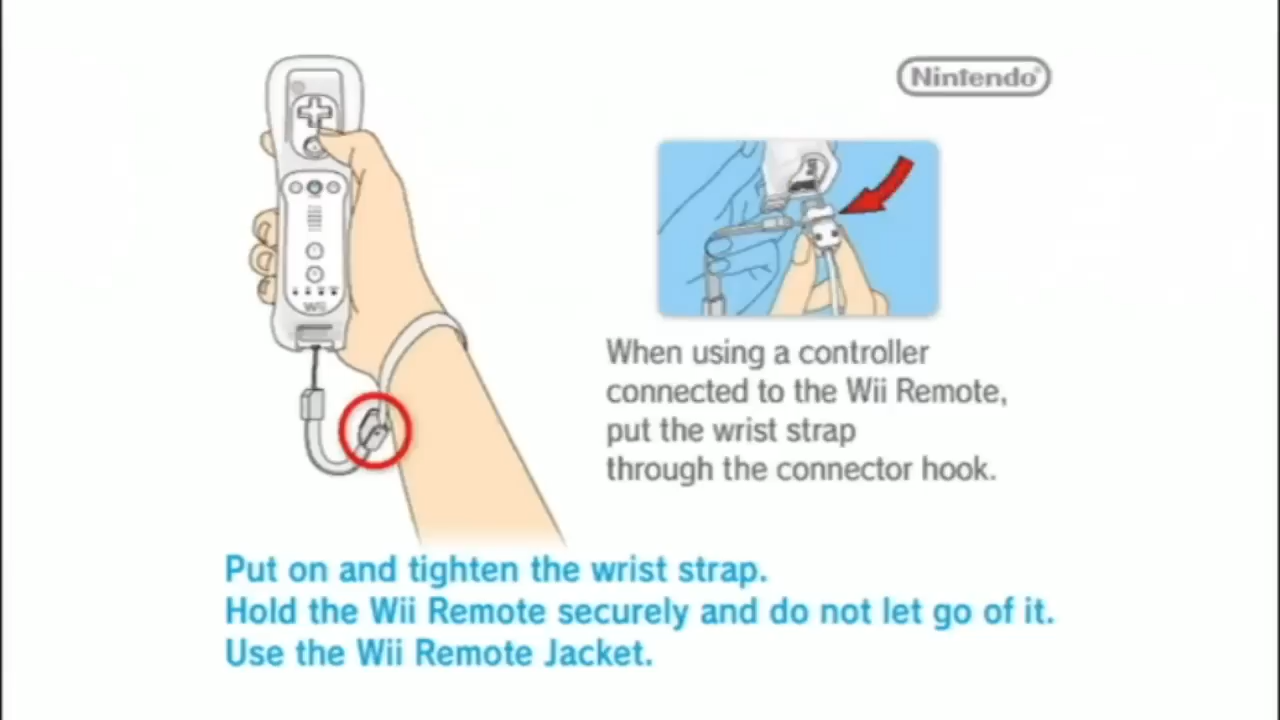 Nintendo®
When using a controller
connected to the Wii Remote,
put the wrist strap
through the connector hook.
Wii
Put on and tighten the wrist strap.
Hold the Wii Remote securely and do not let go of it.
Use the Wii Remote Jacket.